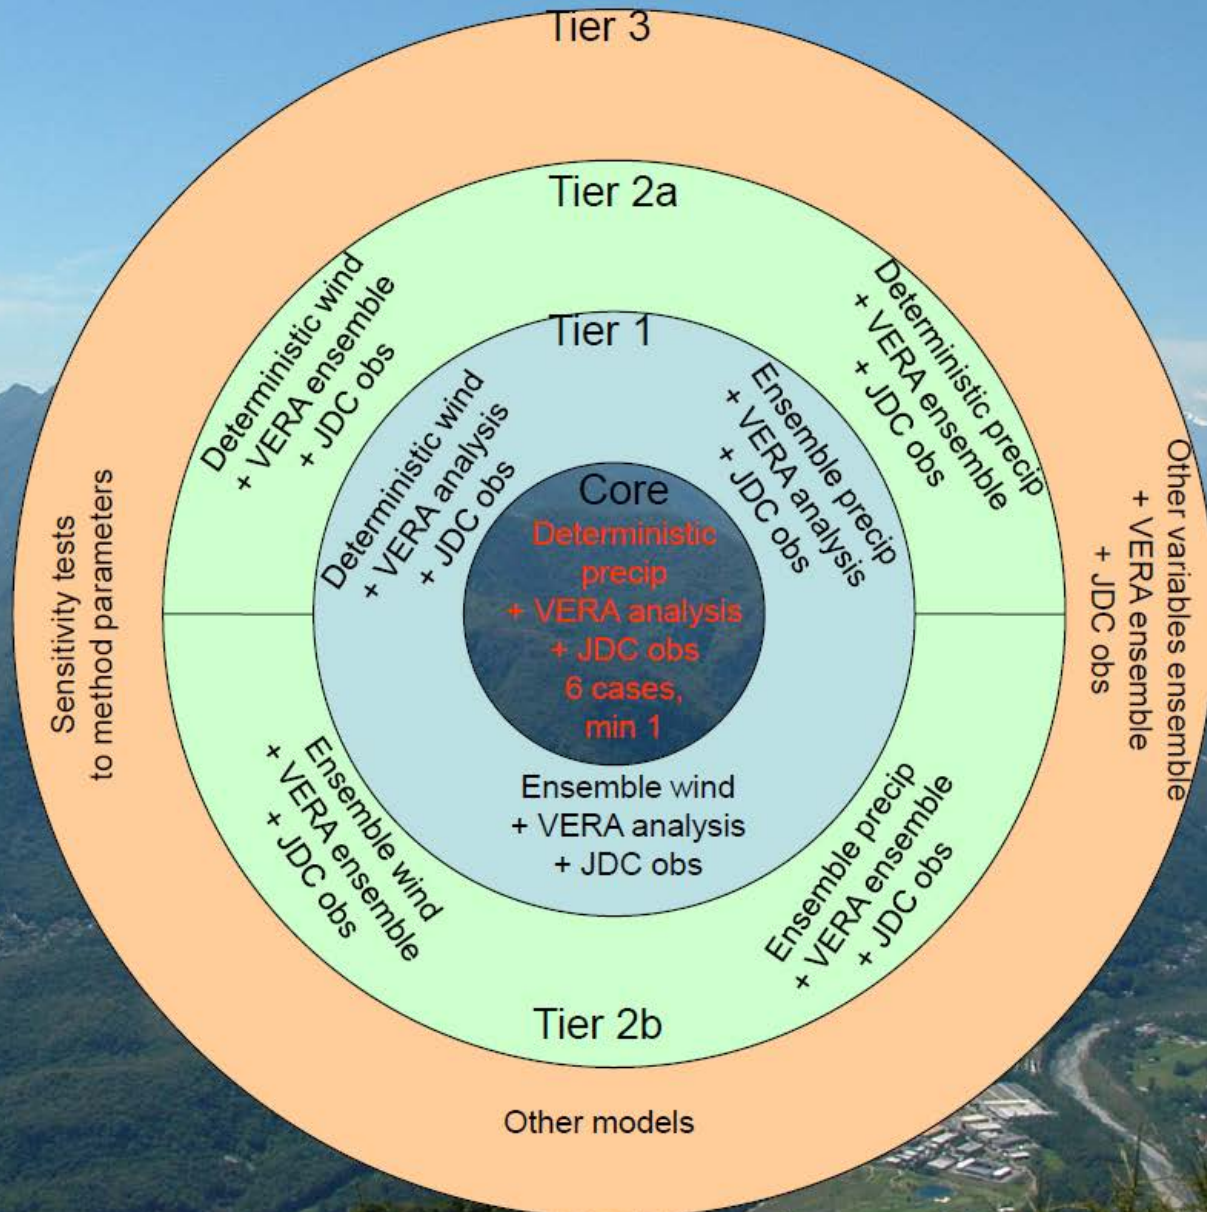 Tier 3
Tier 2a
Deterministic wind
+ VERA ensemble
+ JDC obs
Deterministic precip
+ VERA ensemble
+ JDC obs
Tier 1
Deterministic wind
+ VERA analysis
+ JDC obs
Ensemble precip
+ VERA analysis
+ JDC obs
Core
Deterministic
precip
+ VERA analysis
+ JDC obs
6 cases,
min 1
Sensitivity tests
to method parameters
Other variables ensemble
+ VERA ensemble
+ JDC obs
Ensemble wind
+ VERA analysis
+ JDC obs
Ensemble wind
+ VERA ensemble
+ JDC obs
Ensemble precip
+ VERA ensemble
+ JDC obs
Tier 2b
Other models